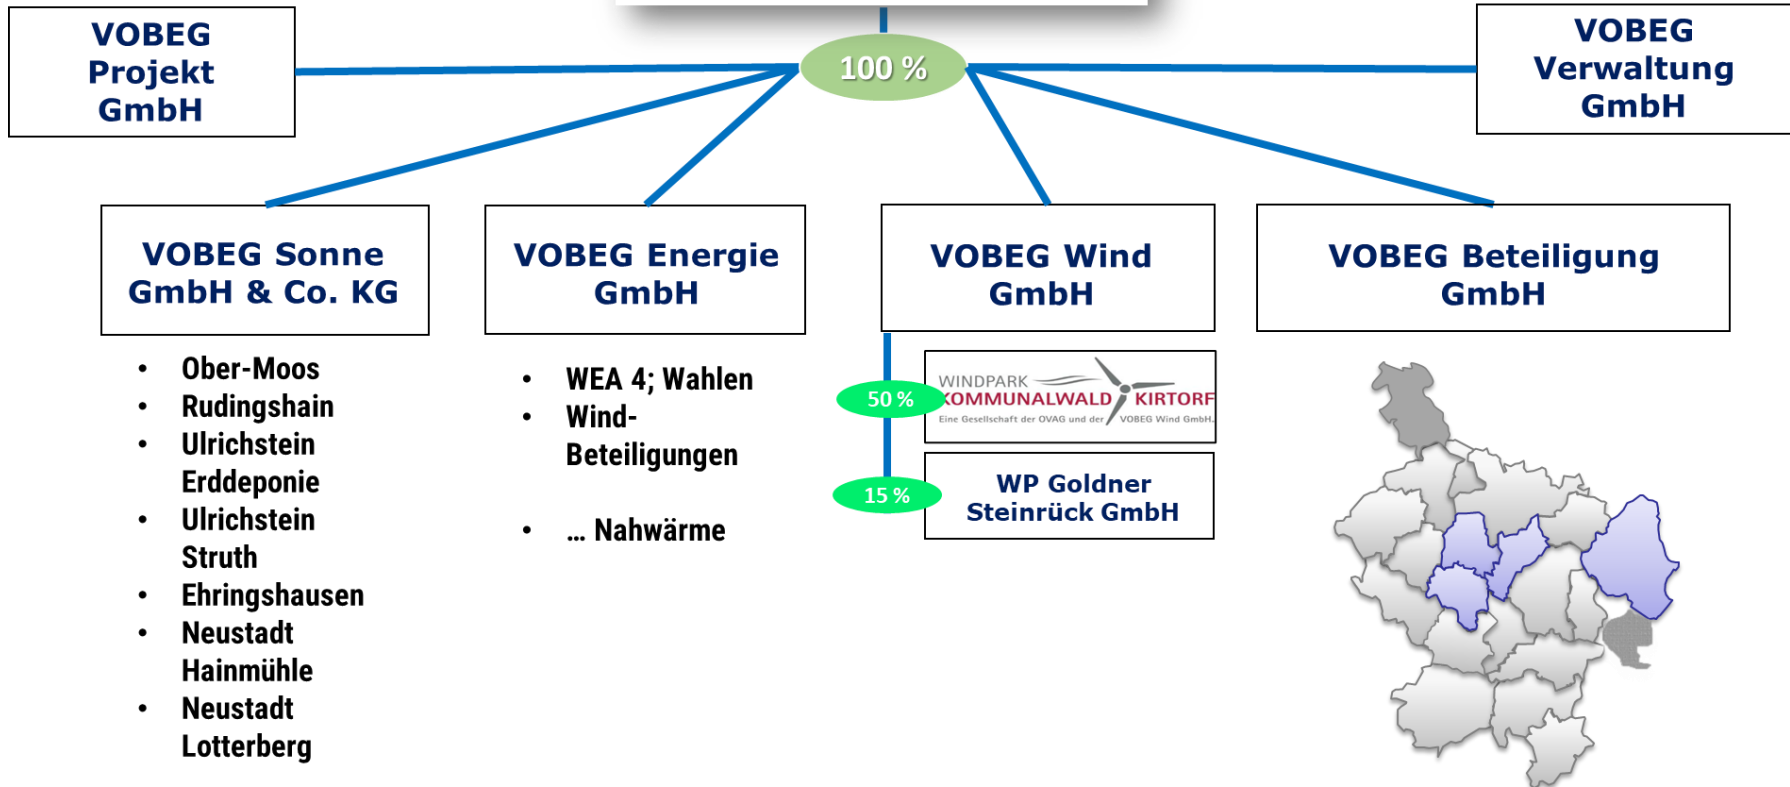 VOBEG
Projekt
GmbH
100 %
VOBEG
Verwaltung
GmbH
VOBEG Sonne
GmbH & Co. KG
VOBEG Energie
GmbH
VOBEG Wind
GmbH
VOBEG Beteiligung
GmbH
• Ober-Moos
• Rudingshain
• Ulrichstein
Erddeponie
• Ulrichstein
Struth
• Ehringshausen
• Neustadt
Hainmühle
• Neustadt
Lotterberg
• WEA 4; Wahlen
• Wind-
Beteiligungen
• ... Nahwärme
50 %
WINDPARK
KOMMUNALWALD KIRTORF
Eine Gesellschaft der OVAG und der VOBEG Wind GmbH.
15 %
WP Goldner
Steinrück GmbH